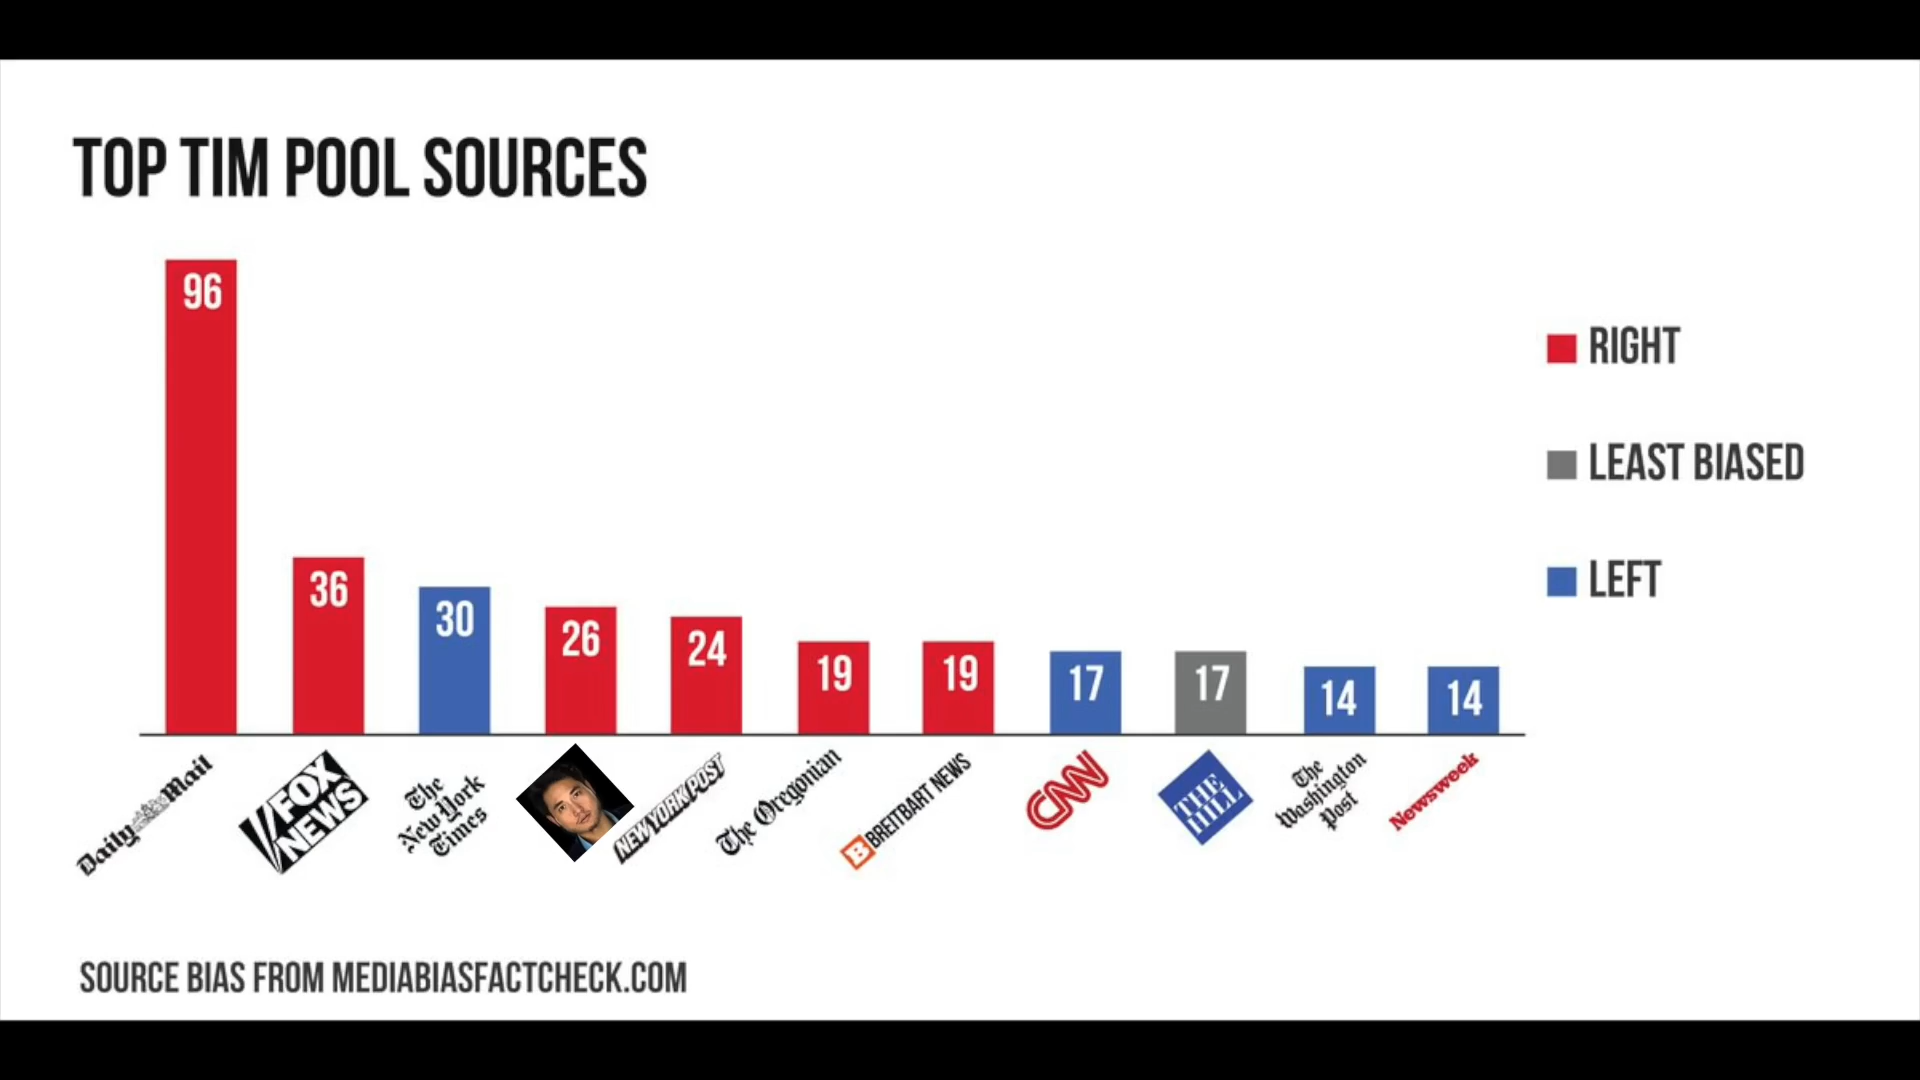 TOP TIM POOL SOURCES
96
36
30
26
24
19
19
17
17
14
14
RIGHT
LEAST BIASED
LEFT
Daily Mail
FOX
NEWS
The
New York
Times
NEW YORK POST
The Oregonian
B BREITBART NEWS
CNN
THE
HILL
The
Washington
Post
Newsweek
SOURCE BIAS FROM MEDIABIASFACTCHECK.COM